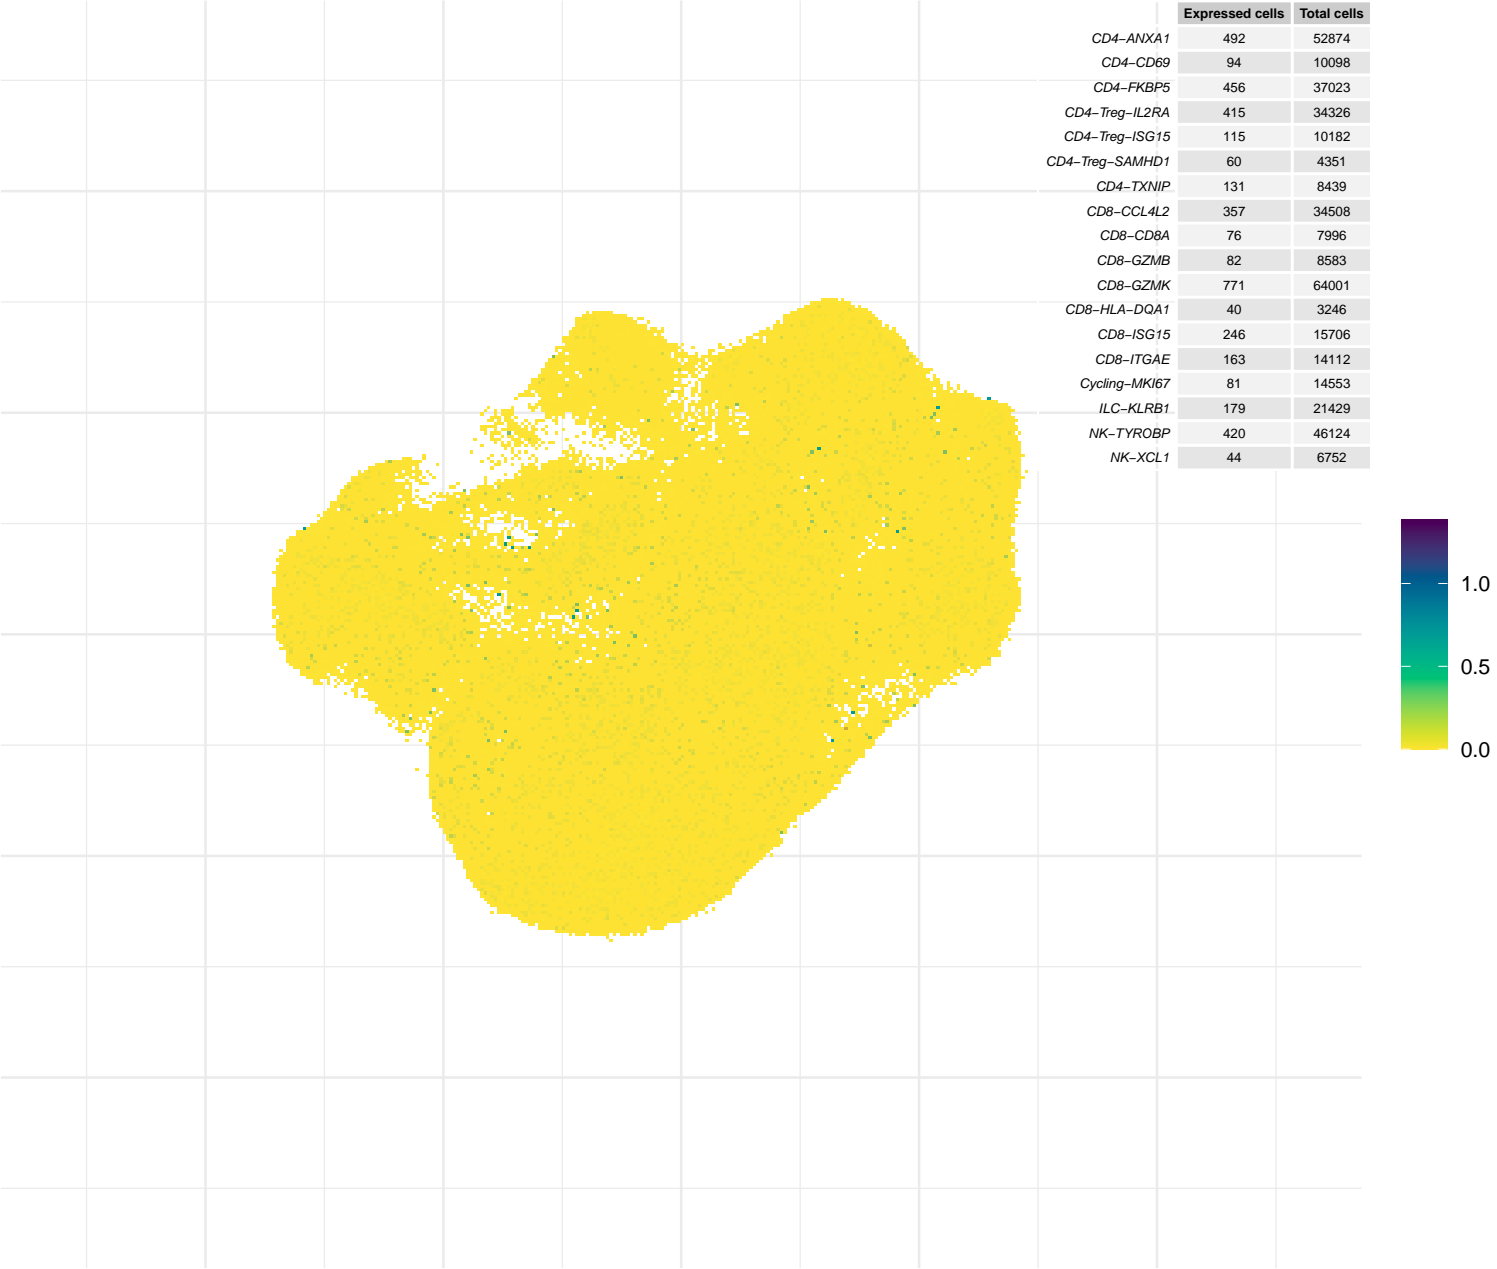 Expressed cells Total cells
CD4−ANXA1 492 52874
CD4−CD69 94 10098
CD4−FKBP5 456 37023
CD4−Treg−IL2RA 415 34326
CD4−Treg−ISG15 115 10182
CD4−Treg−SAMHD1 60 4351
CD4−TXNIP 131 8439
CD8−CCL4L2 357 34508
CD8−CD8A 76 7996
CD8−GZMB 82 8583
CD8−GZMK 771 64001
CD8−HLA−DQA1 40 3246
CD8−ISG15 246 15706
CD8−ITGAE 163 14112
Cycling−MKI67 81 14553
ILC−KLRB1 179 21429
NK−TYROBP 420 46124
NK−XCL1 44 6752
1.0
0.5
0.0